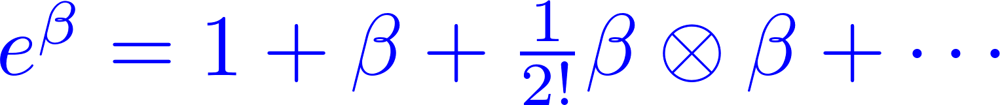 e^β = 1 + β + 1/2! β ⊗ β + ⋯